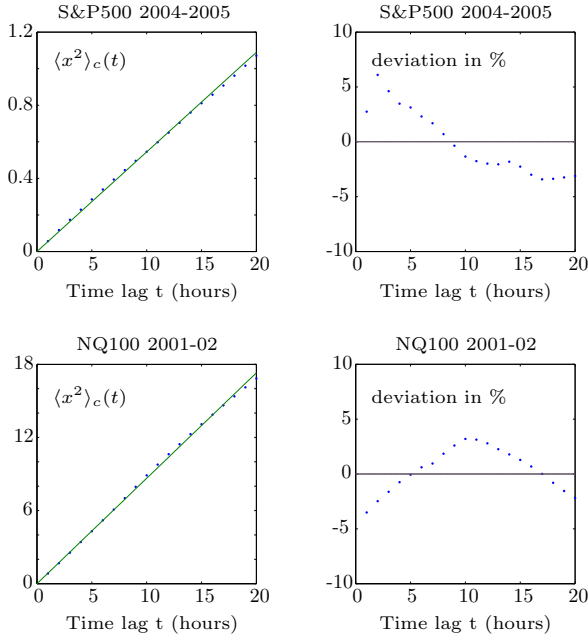 S&P500 2004-2005
⟨x²⟩c(t)
1.2
0.8
0.4
0
0 5 10 15 20
Time lag t (hours)
S&P500 2004-2005
deviation in %
10
5
0
-5
-10
0 5 10 15 20
Time lag t (hours)
NQ100 2001-02
⟨x²⟩c(t)
18
12
6
0
0 5 10 15 20
Time lag t (hours)
NQ100 2001-02
deviation in %
10
5
0
-5
-10
0 5 10 15 20
Time lag t (hours)